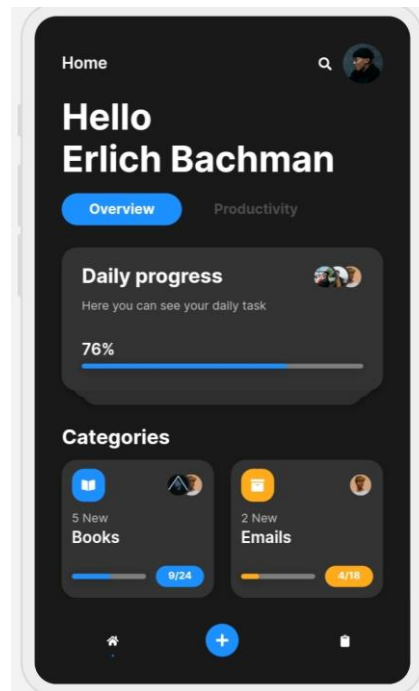 Home
Hello
Erlich Bachman
Overview
Productivity
Daily progress
Here you can see your daily task
76%
Categories
5 New
Books
9/24
2 New
Emails
4/18